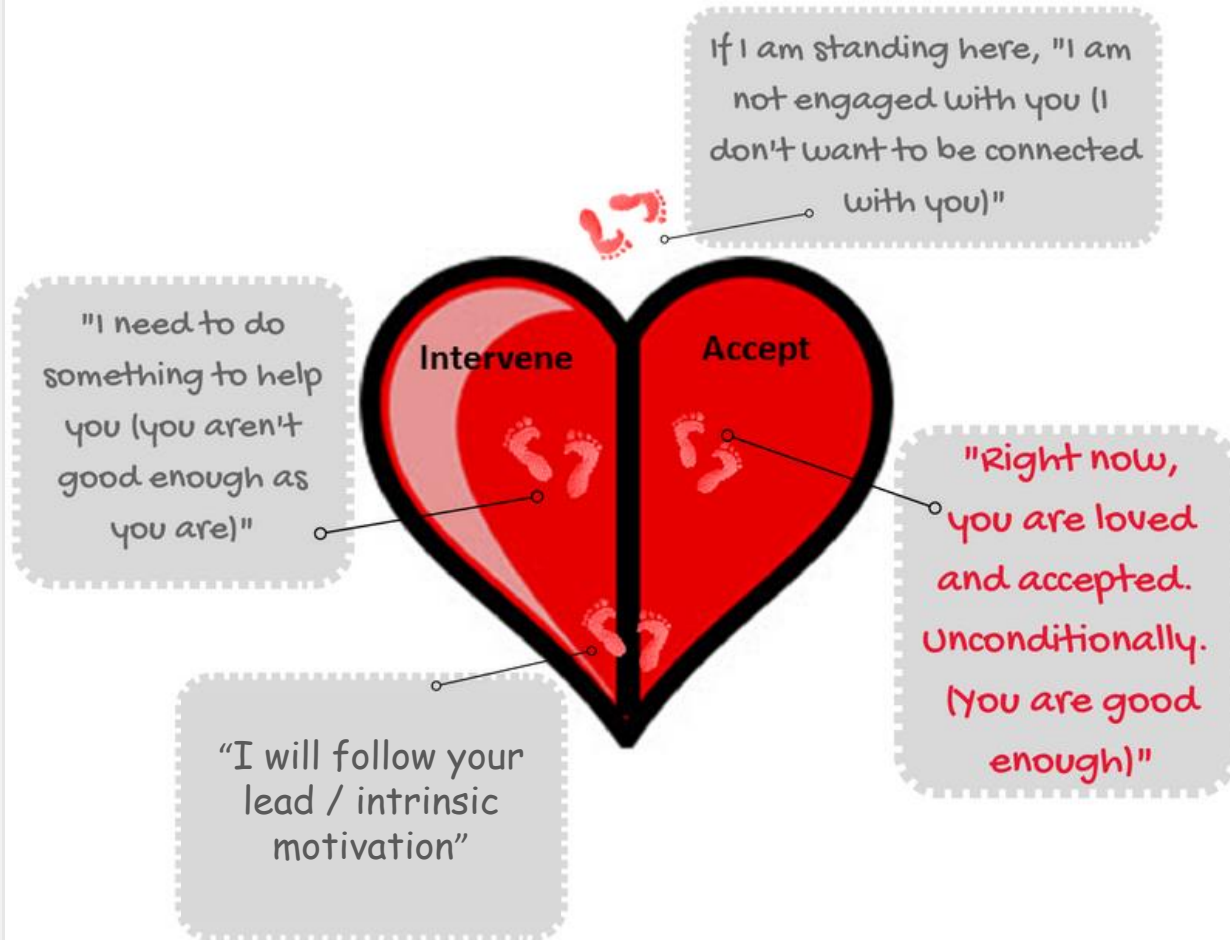 If I am standing here, "I am
not engaged with you (I
don't want to be connected
with you)"
"I need to do
something to help
you (you aren't
good enough as
you are)"
Intervene
Accept
"Right now,
you are loved
and accepted.
Unconditionally.
(You are good
enough)"
“I will follow your
lead / intrinsic
motivation”